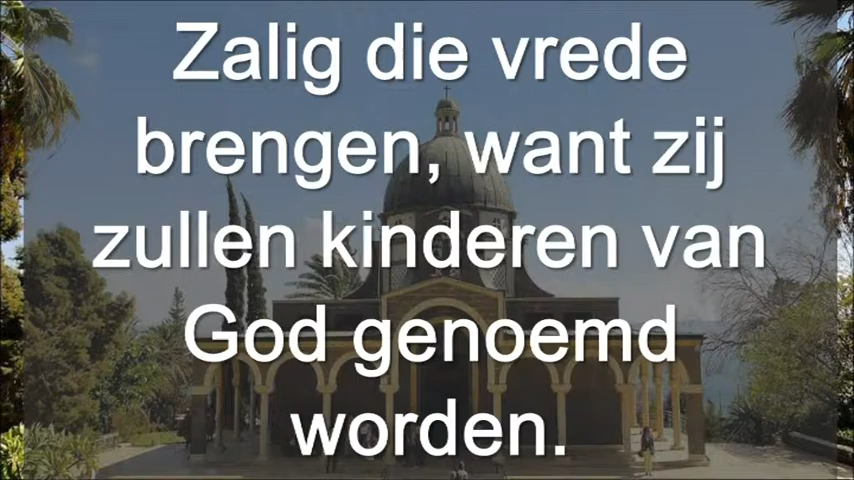 Zalig die vrede
brengen, want zij
zullen kinderen van
God genoemd
worden.